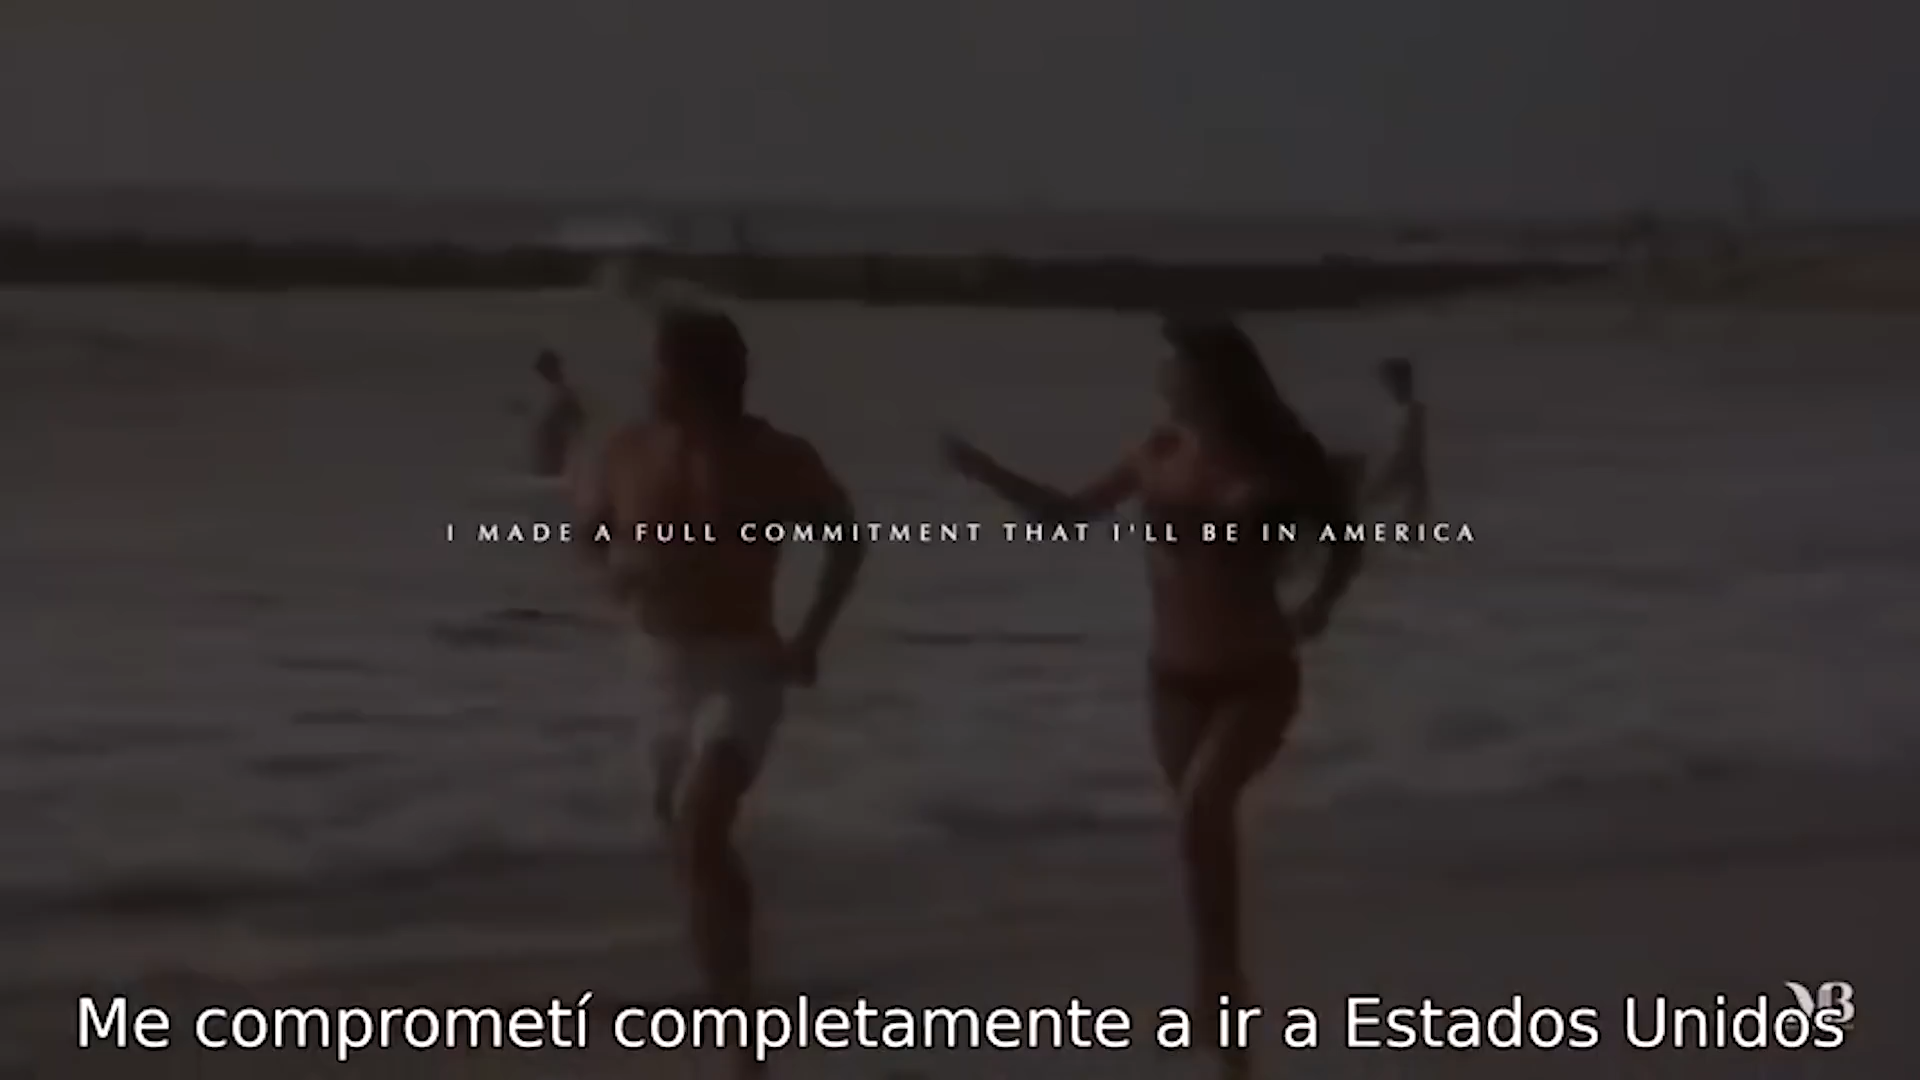 I MADE A FULL COMMITMENT THAT I'LL BE IN AMERICA
Me comprometí completamente a ir a Estados Unidos